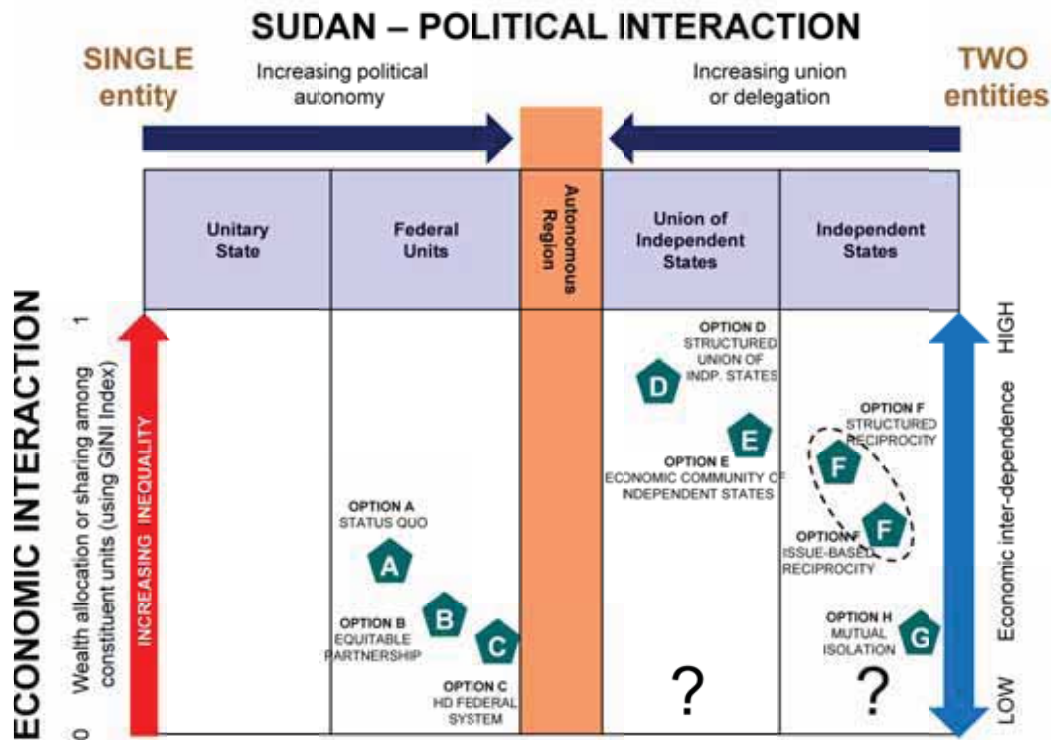 SUDAN – POLITICAL INTERACTION
SINGLE
entity
Increasing political
autonomy
Increasing union
or delegation
TWO
entities
Unitary
State
Federal
Units
Autonomous
Region
Union of
Independent
States
Independent
States
ECONOMIC INTERACTION
0 Wealth allocation or sharing among 1
constituent units (using GINI Index)
INCREASING INEQUALITY
OPTION A
STATUS QUO
A
OPTION B
EQUITABLE
PARTNERSHIP
B
C
OPTION C
HD FEDERAL
SYSTEM
OPTION D
STRUCTURED
UNION OF
INDP. STATES
D
E
OPTION E
ECONOMIC COMMUNITY OF
NDEPENDENT STATES
OPTION F
STRUCTURED
RECIPROCITY
F
F
OPTION F
ISSUE-BASED
RECIPROCITY
OPTION H
MUTUAL
ISOLATION
G
?
?
LOW Economic inter-dependence HIGH